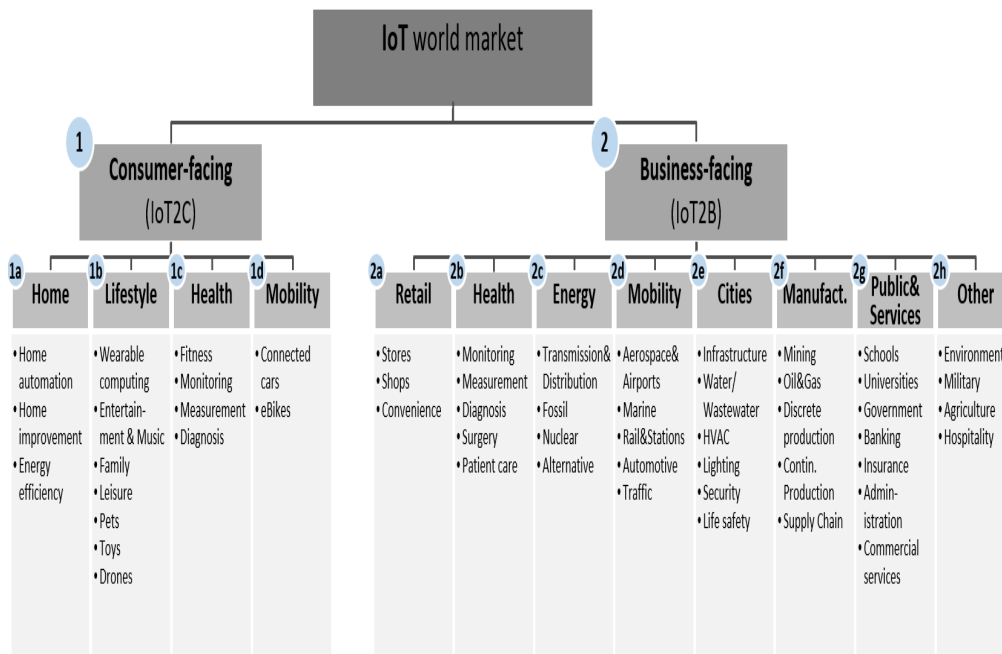 IoT world market
1
Consumer-facing
(IoT2C)
2
Business-facing
(IoT2B)
1a
Home
• Home
automation
• Home
improvement
• Energy
efficiency
1b
Lifestyle
• Wearable
computing
• Entertain-
ment & Music
• Family
• Leisure
• Pets
• Toys
• Drones
1c
Health
• Fitness
• Monitoring
• Measurement
• Diagnosis
1d
Mobility
• Connected
cars
• eBikes
2a
Retail
• Stores
• Shops
• Convenience
2b
Health
• Monitoring
• Measurement
• Diagnosis
• Surgery
• Patient care
2c
Energy
• Transmission&
Distribution
• Fossil
• Nuclear
• Alternative
2d
Mobility
• Aerospace&
Airports
• Marine
• Rail&Stations
• Automotive
• Traffic
2e
Cities
• Infrastructure
• Water/
Wastewater
• HVAC
• Lighting
• Security
• Life safety
2f
Manufact.
• Mining
• Oil&Gas
• Discrete
production
• Contin.
Production
• Supply Chain
2g
Public&
Services
• Schools
• Universities
• Government
• Banking
• Insurance
• Admin-
istration
• Commercial
services
2h
Other
• Environment
• Military
• Agriculture
• Hospitality